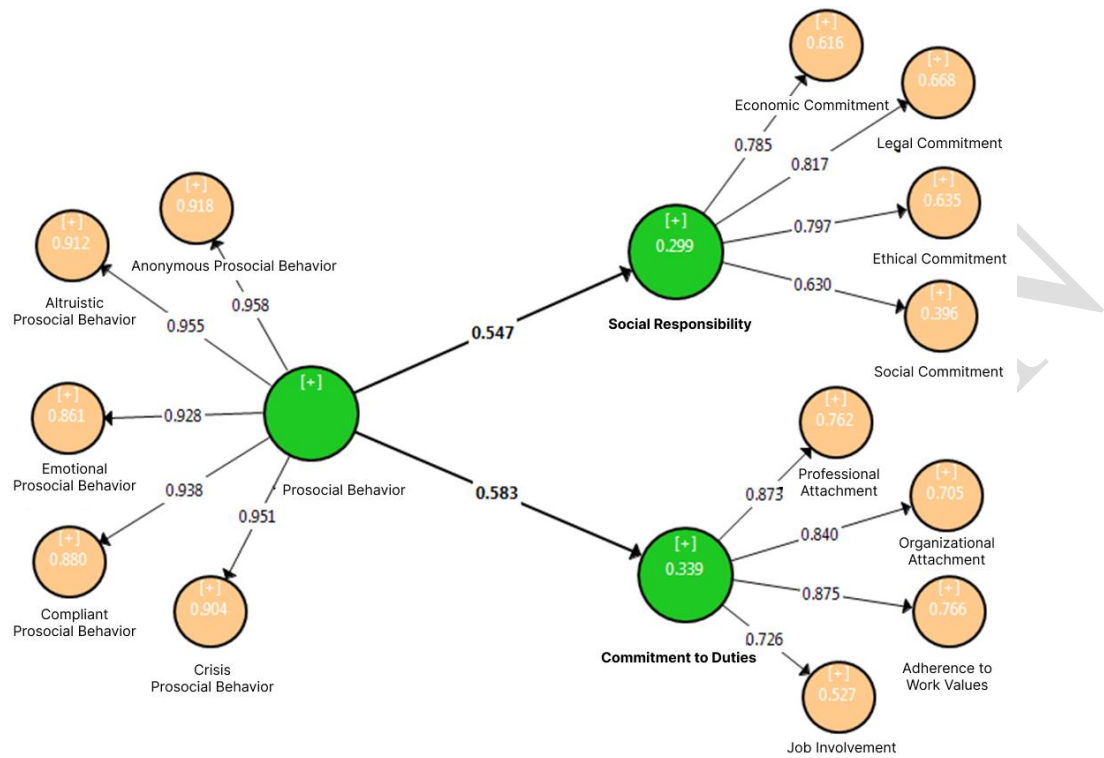 [+]
0.616
Economic Commitment
0.785
[+]
0.668
Legal Commitment
0.817
[+]
0.635
0.797
Ethical Commitment
[+]
0.299
Social Responsibility
0.630
[+]
0.396
Social Commitment
[+]
0.918
Anonymous Prosocial Behavior
0.958
[+]
0.912
Altruistic
Prosocial Behavior
0.955
0.547
[+]
Prosocial Behavior
[+]
0.861
0.928
Emotional
Prosocial Behavior
0.938
[+]
0.880
Compliant
Prosocial Behavior
0.951
[+]
0.904
Crisis
Prosocial Behavior
0.583
[+]
0.762
Professional
Attachment
0.873
[+]
0.705
0.840
Organizational
Attachment
[+]
0.339
Commitment to Duties
0.875
[+]
0.766
Adherence to
Work Values
0.726
[+]
0.527
Job Involvement